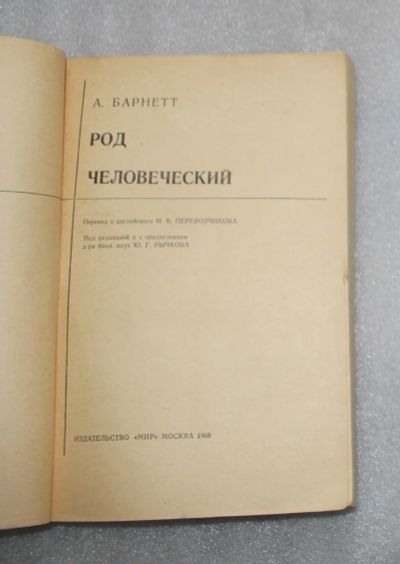 А. БАРНЕТТ
РОД
ЧЕЛОВЕЧЕСКИЙ
Перевод с английского И. В. ПЕРЕВОЗЧИКОВА
Под редакцией и с предисловием
д-ра биол. наук Ю. Г. РЫЧКОВА
ИЗДАТЕЛЬСТВО «МИР» МОСКВА 1968